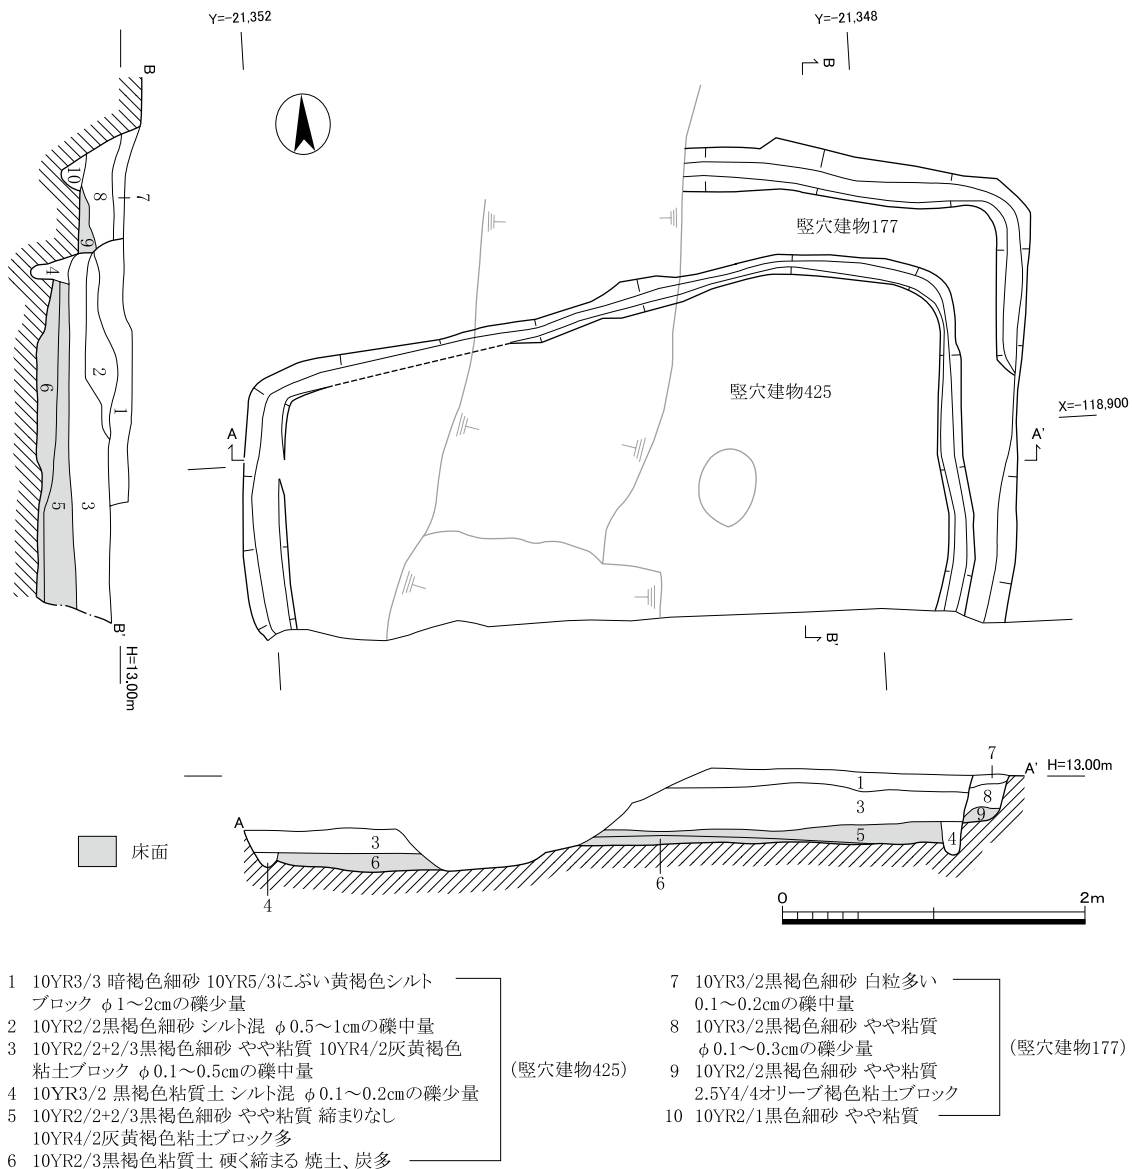 Y=-21,352
Y=-21,348
B
B
10
8
7
9
4
2
6
1
5
3
B'
H=13.00m
竪穴建物177
竪穴建物425
X=-118,900
A
A'
B'
7
A' H=13.00m
1
8
3
9
A
3
5
4
6
6
4
床面
0
2m
1 10YR3/3 暗褐色細砂 10YR5/3にぶい黄褐色シルト
ブロック φ1~2cmの礫少量
2 10YR2/2黒褐色細砂 シルト混 φ0.5~1cmの礫中量
3 10YR2/2+2/3黒褐色細砂 やや粘質 10YR4/2灰黄褐色
粘土ブロック φ0.1~0.5cmの礫中量
4 10YR3/2 黒褐色粘質土 シルト混 φ0.1~0.2cmの礫少量
5 10YR2/2+2/3黒褐色細砂 やや粘質 締まりなし
10YR4/2灰黄褐色粘土ブロック多
6 10YR2/3黒褐色粘質土 硬く締まる 焼土、炭多
(竪穴建物425)
7 10YR3/2黒褐色細砂 白粒多い
0.1~0.2cmの礫中量
8 10YR3/2黒褐色細砂 やや粘質
φ0.1~0.3cmの礫少量
9 10YR2/2黒褐色細砂 やや粘質
2.5Y4/4オリーブ褐色粘土ブロック
10 10YR2/1黒色細砂 やや粘質
(竪穴建物177)